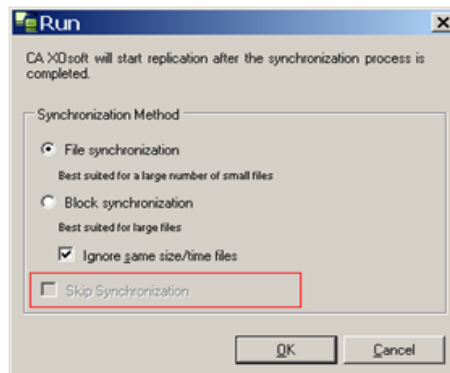 Run
CA XOsoft will start replication after the synchronization process is
completed.
Synchronization Method
File synchronization
Best suited for a large number of small files
Block synchronization
Best suited for large files
Ignore same size/time files
Skip Synchronization
OK
Cancel